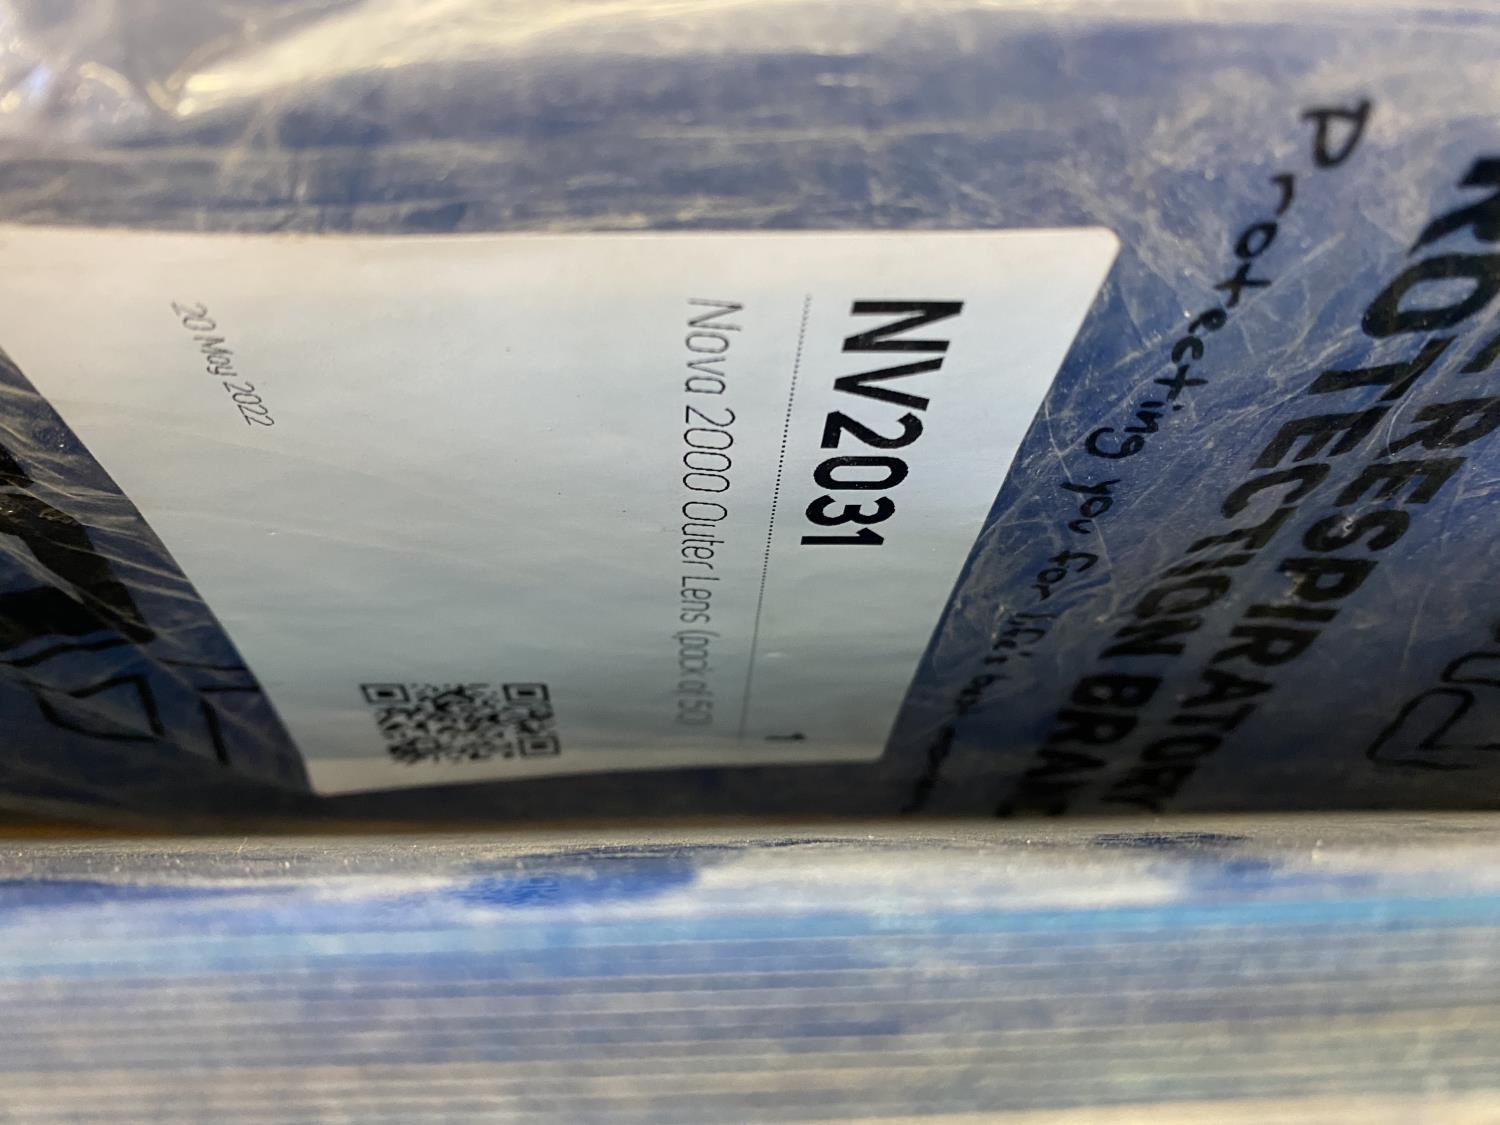 NV2031
1
Nova 2000 Outer Lens (pack of 50)
20 May 2022
Protecting you for life's best
RESPIRATORY
PROTECTION BRAND